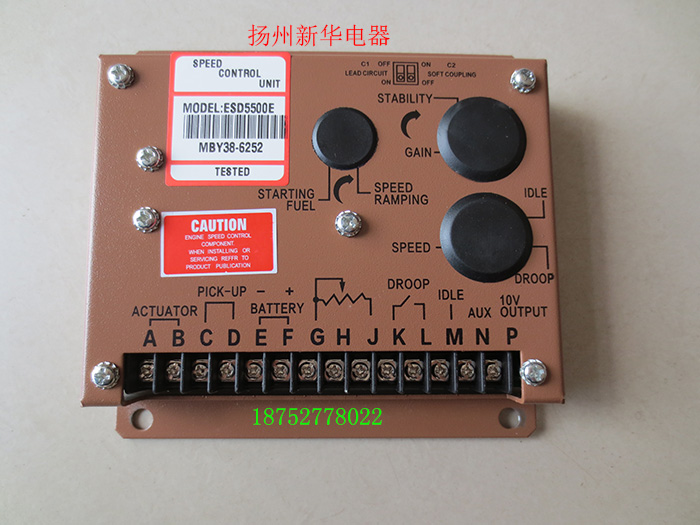 扬州新华电器
SPEED
CONTROL
UNIT
MODEL:ESD5500E
MBY38-6252
TESTED
C1 OFF ON C2
LEAD CIRCUIT SOFT COUPLING
ON OFF
STABILITY
GAIN
STARTING
FUEL
SPEED
RAMPING
IDLE
SPEED
DROOP
CAUTION
ENGINE SPEED CONTROL
COMPONENT.
WHEN INSTALLING OR
SERVICING REFFR TO
PRODUCT PUBLICATION
PICK-UP - + DROOP IDLE 10V
ACTUATOR BATTERY AUX OUTPUT
A B C D E F G H J K L M N P
18752778022